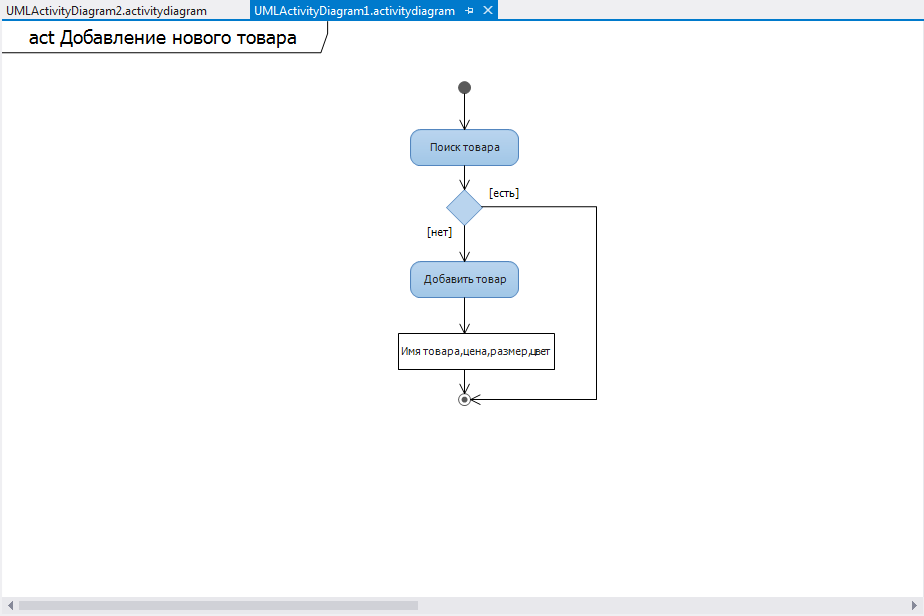 UMLActivityDiagram2.activitydiagram
UMLActivityDiagram1.activitydiagram
act Добавление нового товара
Поиск товара
[есть]
[нет]
Добавить товар
Имя товара,цена,размер,цвет